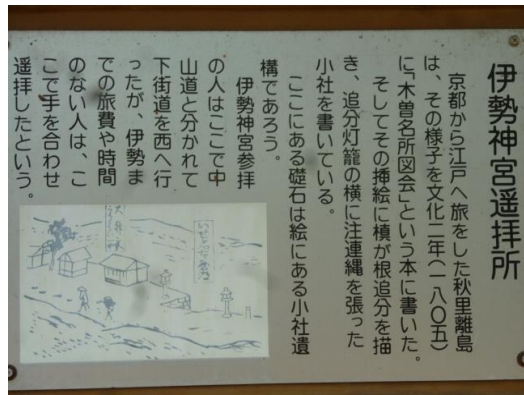 伊勢神宮遥拝所
京都から江戸へ旅をした秋里離島
は、その様子を文化二年(一八〇五)
に「木曽名所図会」という本に書いた。
そしてその挿絵に槙が根追分を描
き、追分灯籠の横に注連縄を張った
小社を書いている。
ここにある礎石は絵にある小社遺
構であろう。
伊勢神宮参拝
の人はここで中
山道と分かれて
下街道を西へ行
ったが、伊勢ま
での旅費や時間
のない人は、こ
こで手を合わせ
遥拝したという。